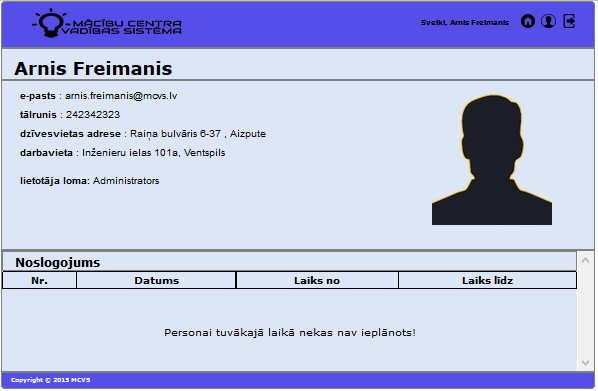 MĀCĪBU CENTRA
VADĪBAS SISTĒMA
Sveiki, Arnis Freimanis
Arnis Freimanis
e-pasts : arnis.freimanis@mcvs.lv
tālrunis : 242342323
dzīvesvietas adrese : Raiņa bulvāris 6-37 , Aizpute
darbavieta : Inženieru ielas 101a, Ventspils
lietotāja loma: Administrators
Noslogojums
Nr. Datums Laiks no Laiks līdz
Personai tuvākajā laikā nekas nav ieplānots!
Copyright © 2015 MCVS